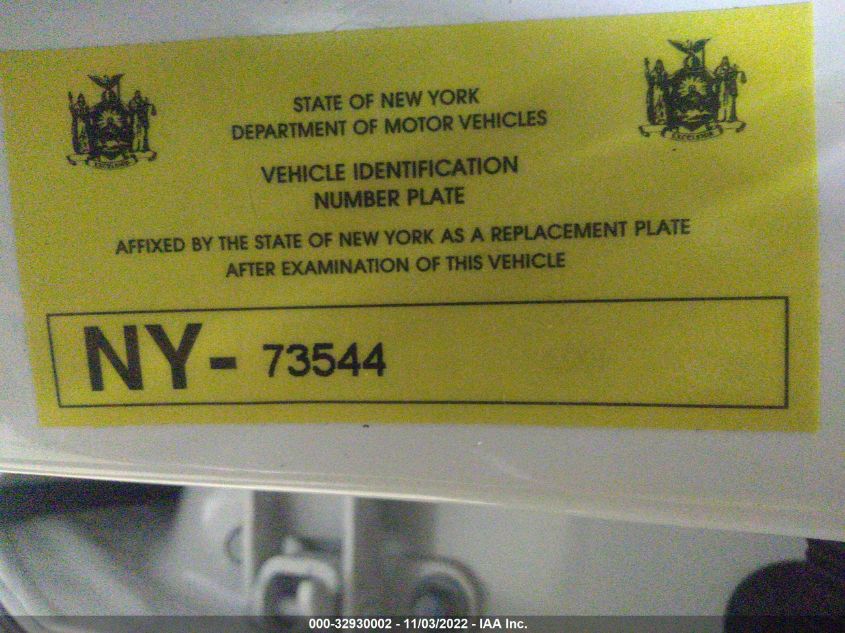 STATE OF NEW YORK
DEPARTMENT OF MOTOR VEHICLES
VEHICLE IDENTIFICATION
NUMBER PLATE
AFFIXED BY THE STATE OF NEW YORK AS A REPLACEMENT PLATE
AFTER EXAMINATION OF THIS VEHICLE
NY- 73544
000-32930002 - 11/03/2022 - IAA Inc.